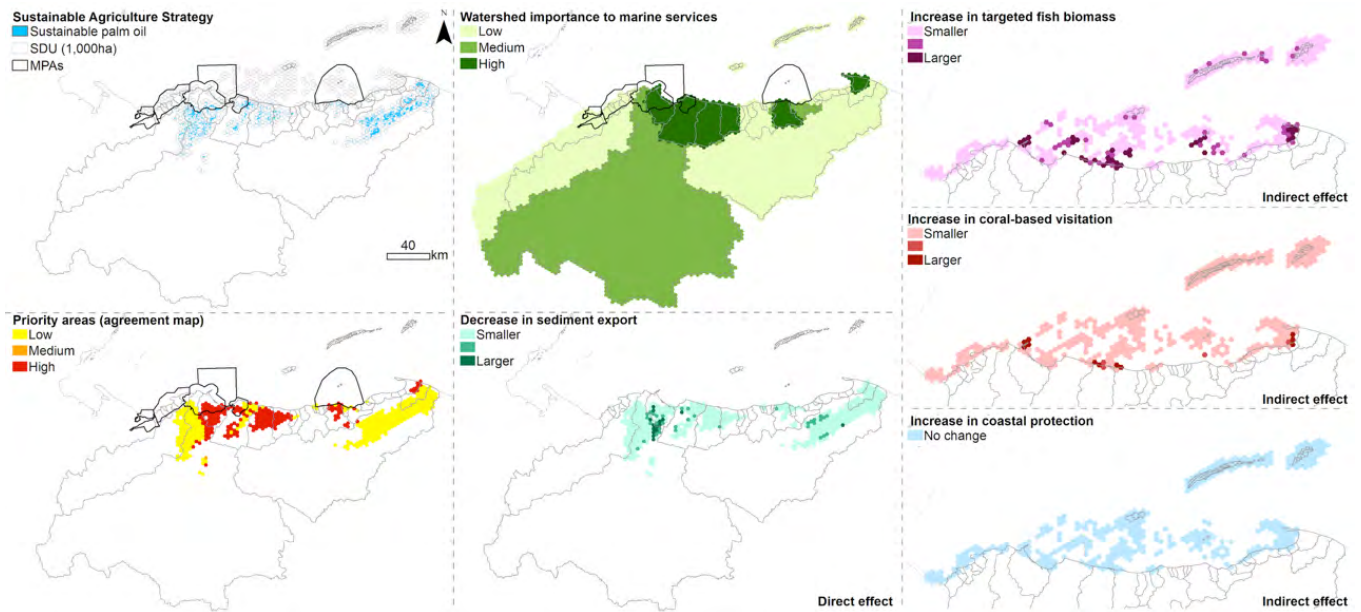 Sustainable Agriculture Strategy
Sustainable palm oil
SDU (1,000ha)
MPAs
N
40
km
Watershed importance to marine services
Low
Medium
High
Increase in targeted fish biomass
Smaller
Larger
Indirect effect
Increase in coral-based visitation
Smaller
Larger
Indirect effect
Priority areas (agreement map)
Low
Medium
High
Decrease in sediment export
Smaller
Larger
Direct effect
Increase in coastal protection
No change
Indirect effect